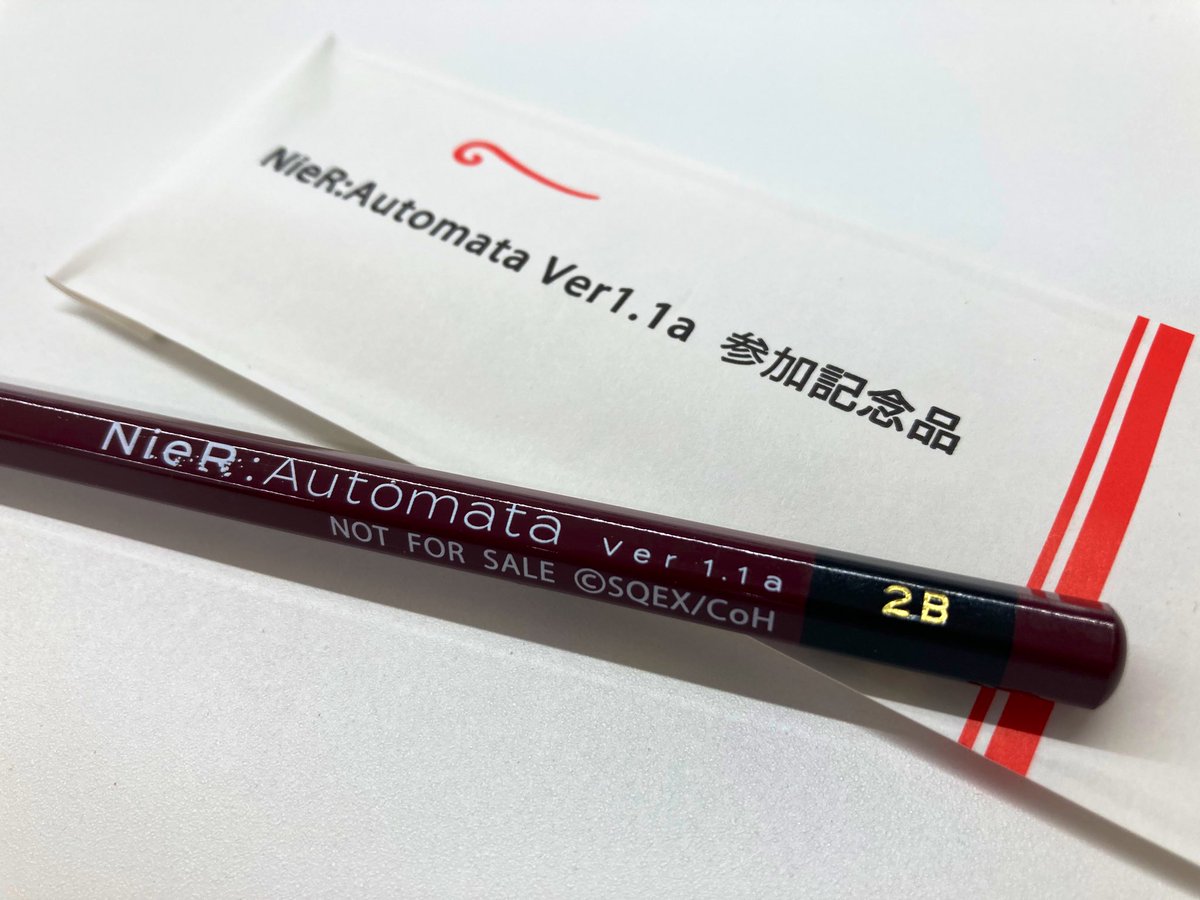 NieR:Automata Ver1.1a 参加記念品
NieR:Automata ver 1.1a
NOT FOR SALE ©SQEX/CoH
2B